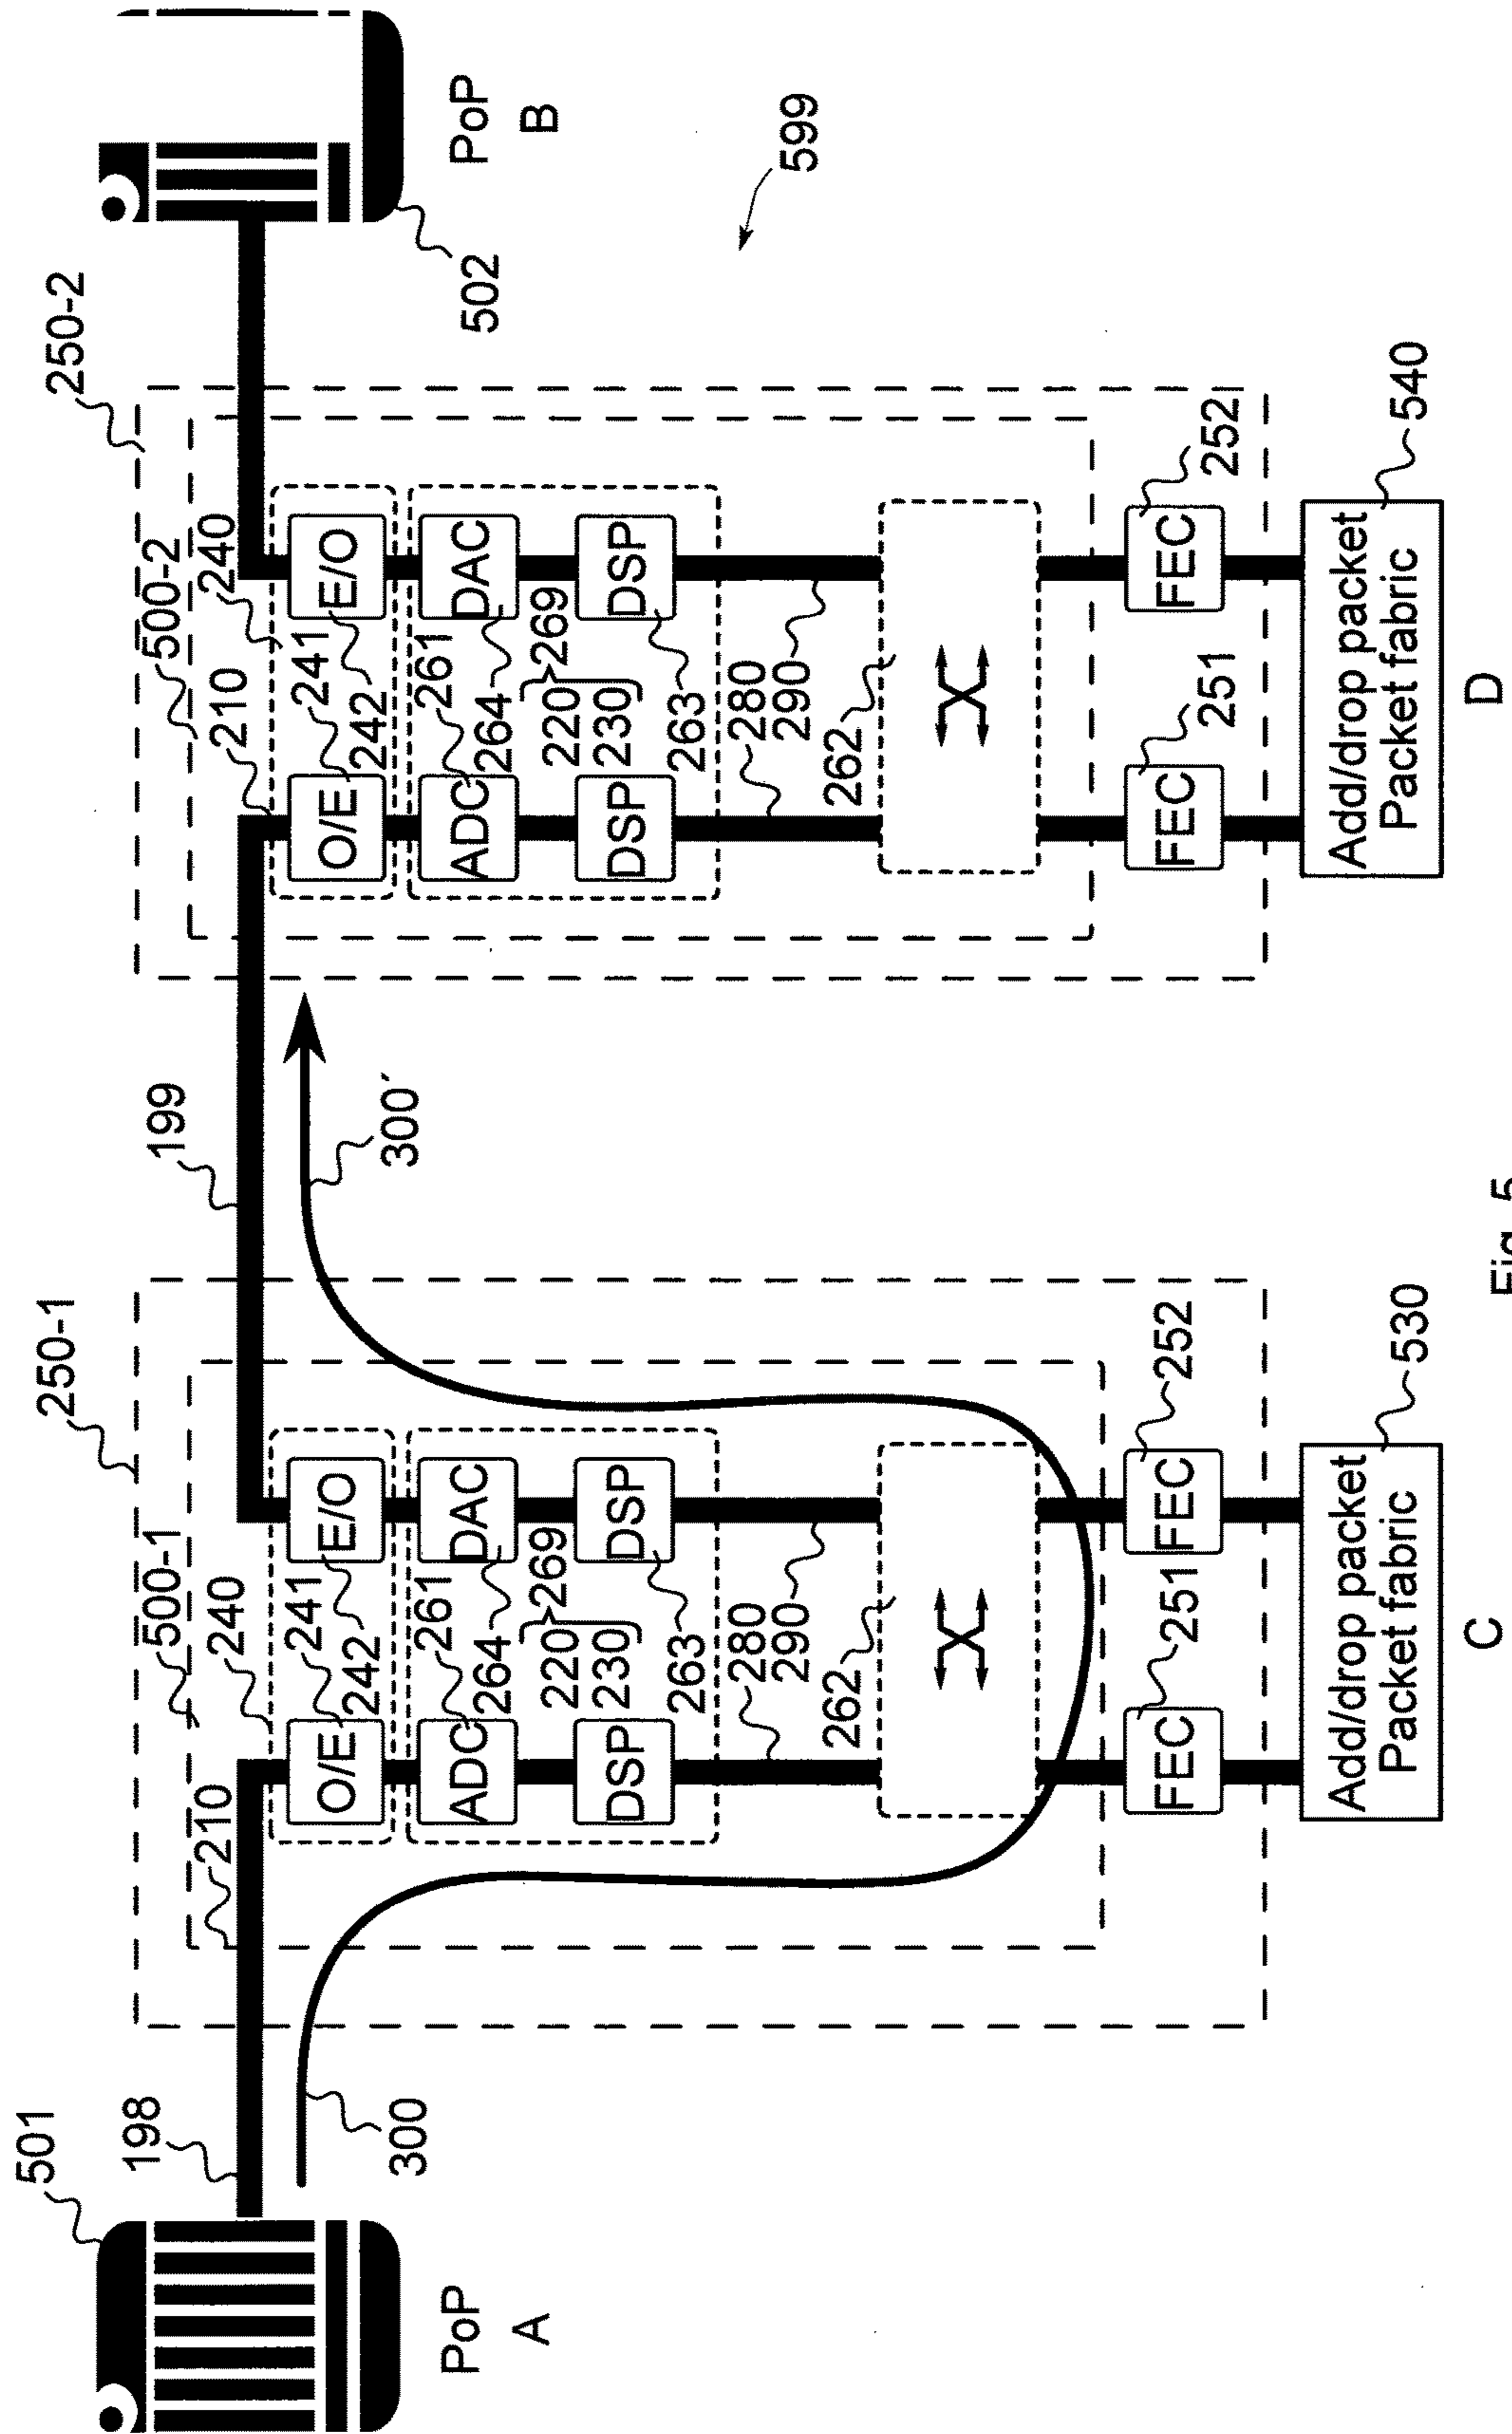 501
198
210
500-1
250-1
199
210
500-2
250-2
240
241
242
O/E
E/O
240
241
242
O/E
E/O
PoP
A
300
300´
PoP
B
502
599
ADC
261
264
DAC
220
230
269
DSP
263
DSP
ADC
261
264
DAC
220
230
269
DSP
263
DSP
280
290
262
280
290
262
FEC
251
FEC
252
FEC
251
FEC
252
Add/drop packet
Packet fabric
530
Add/drop packet
Packet fabric
540
C
D
Fig. 5